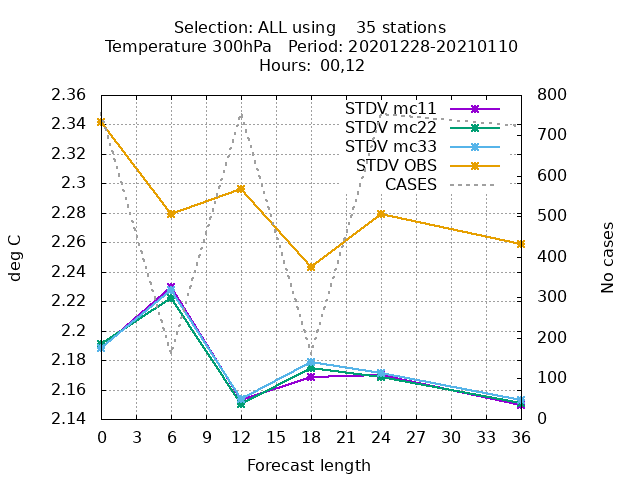 Selection: ALL using    35 stations
Temperature 300hPa   Period: 20201228-20210110
Hours:  00,12
2.36
2.34
2.32
2.3
2.28
2.26
2.24
2.22
2.2
2.18
2.16
2.14
deg C
STDV mc11
STDV mc22
STDV mc33
STDV OBS
CASES
800
700
600
500
400
300
200
100
0
No cases
0 3 6 9 12 15 18 21 24 27 30 33 36
Forecast length